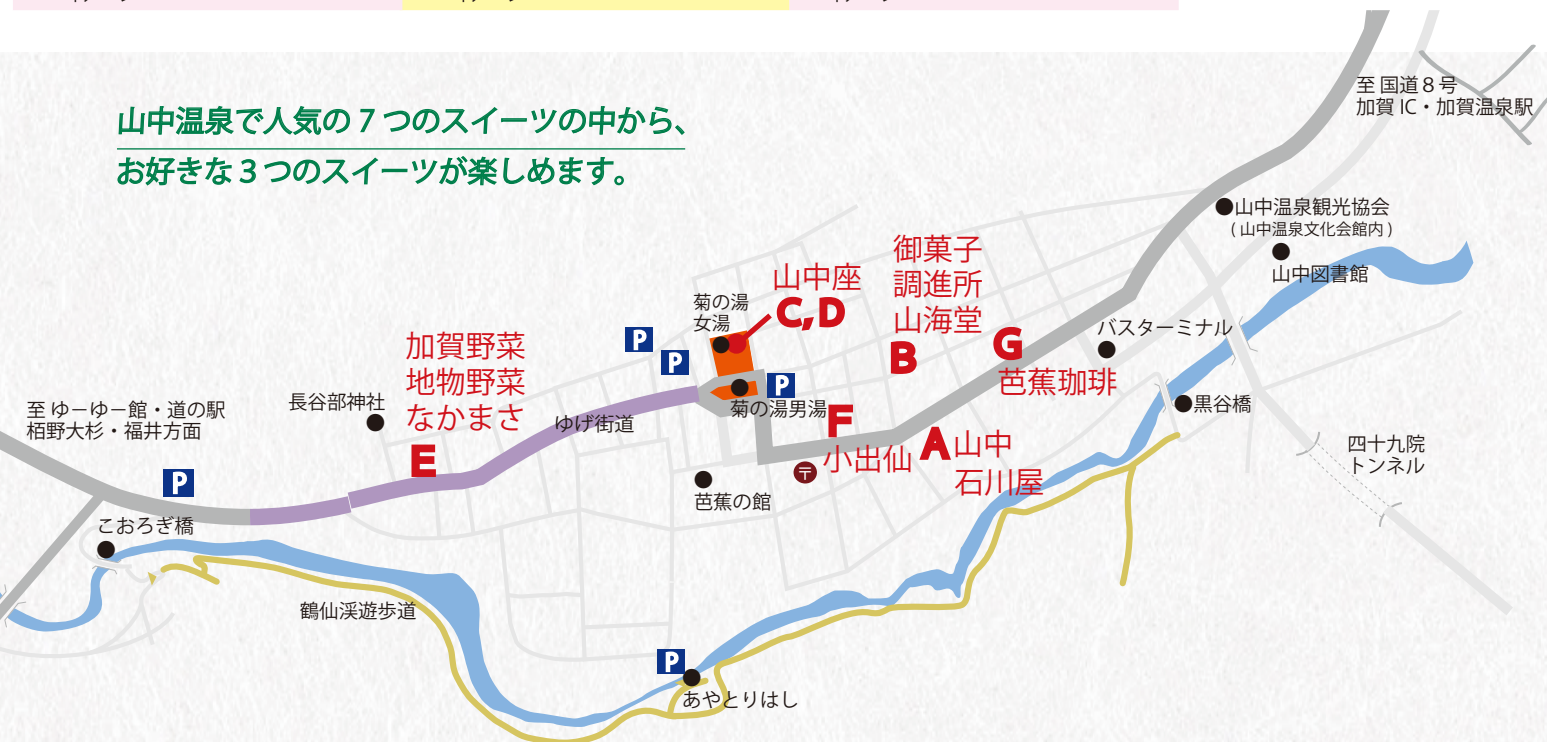 山中温泉で人気の7つのスイーツの中から、
お好きな3つのスイーツが楽しめます。
至 国道8号
加賀 IC・加賀温泉駅
山中温泉観光協会
(山中温泉文化会館内)
山中図書館
御菓子
調進所
山海堂
B
山中座
C,D
菊の湯
女湯
G
芭蕉珈琲
バスターミナル
加賀野菜
地物野菜
なかまさ
E
P
P
P
菊の湯男湯
黒谷橋
至 ゆーゆー館・道の駅
栢野大杉・福井方面
長谷部神社
ゆげ街道
F
小出仙
A
山中
石川屋
四十九院
トンネル
P
〒
芭蕉の館
こおろぎ橋
鶴仙渓遊歩道
P
あやとりはし